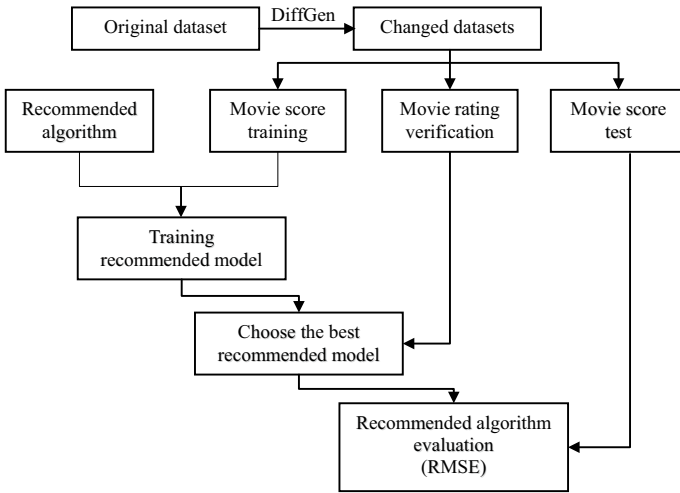 Original dataset
DiffGen
Changed datasets
Recommended
algorithm
Movie score
training
Movie rating
verification
Movie score
test
Training
recommended model
Choose the best
recommended model
Recommended algorithm
evaluation
(RMSE)